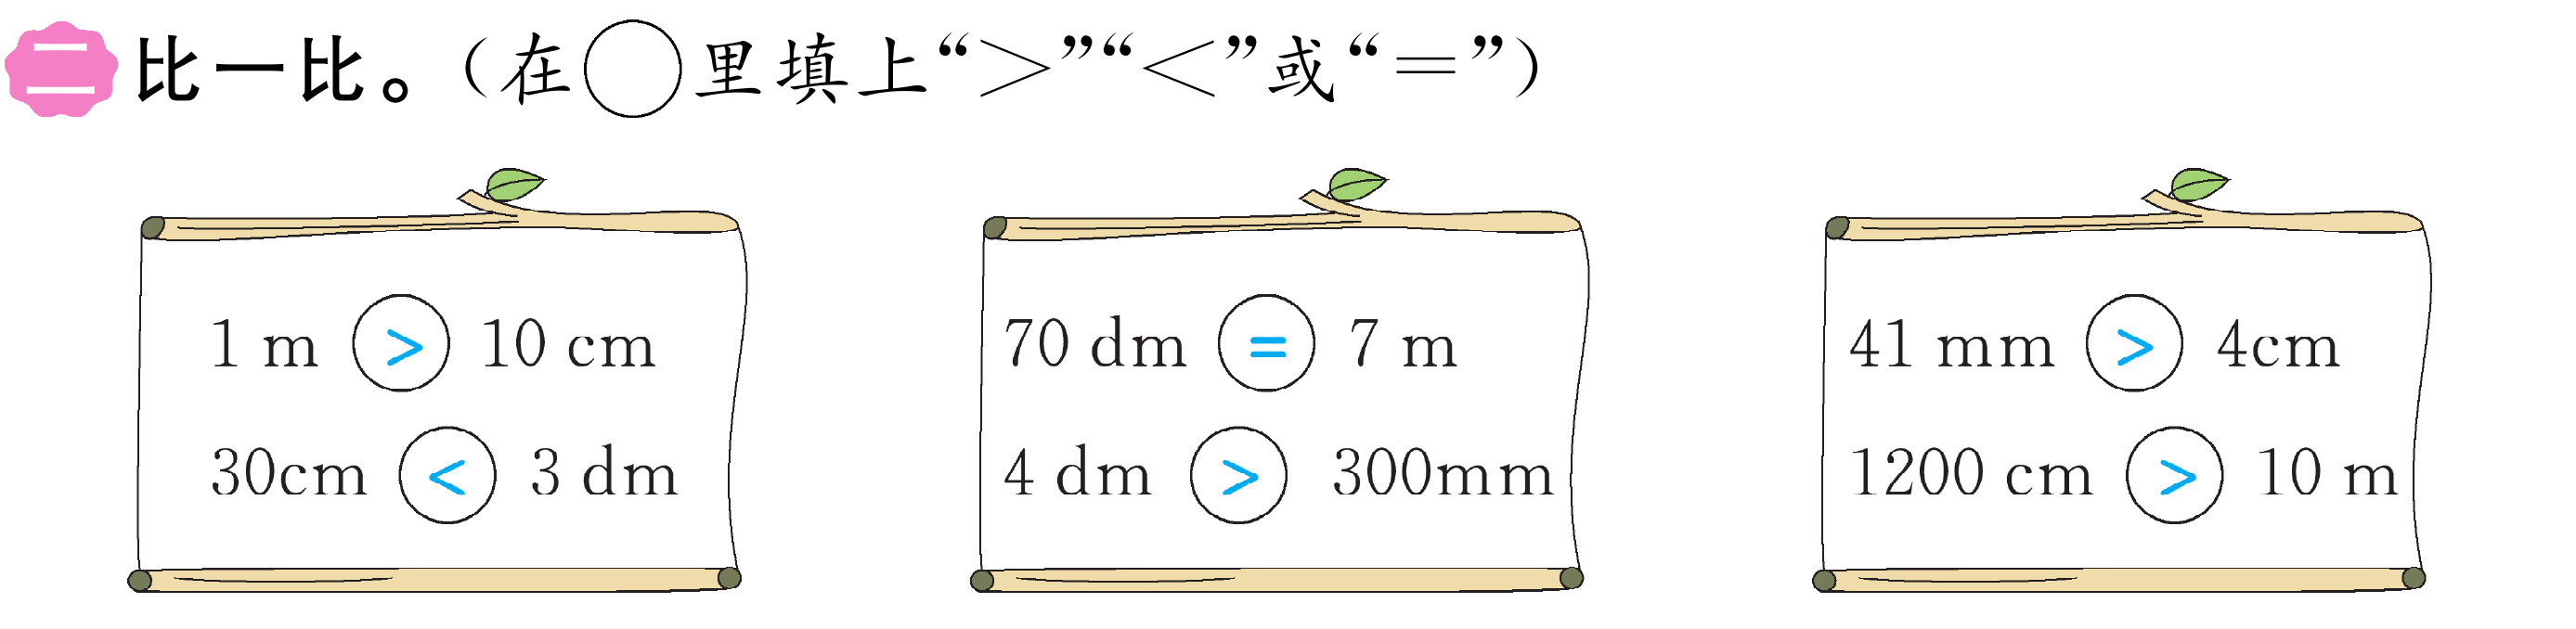 二 比一比。(在○里填上“>”“<”或“=”)
1 m > 10 cm
30cm < 3 dm
70 dm = 7 m
4 dm > 300mm
41 mm > 4cm
1200 cm > 10 m